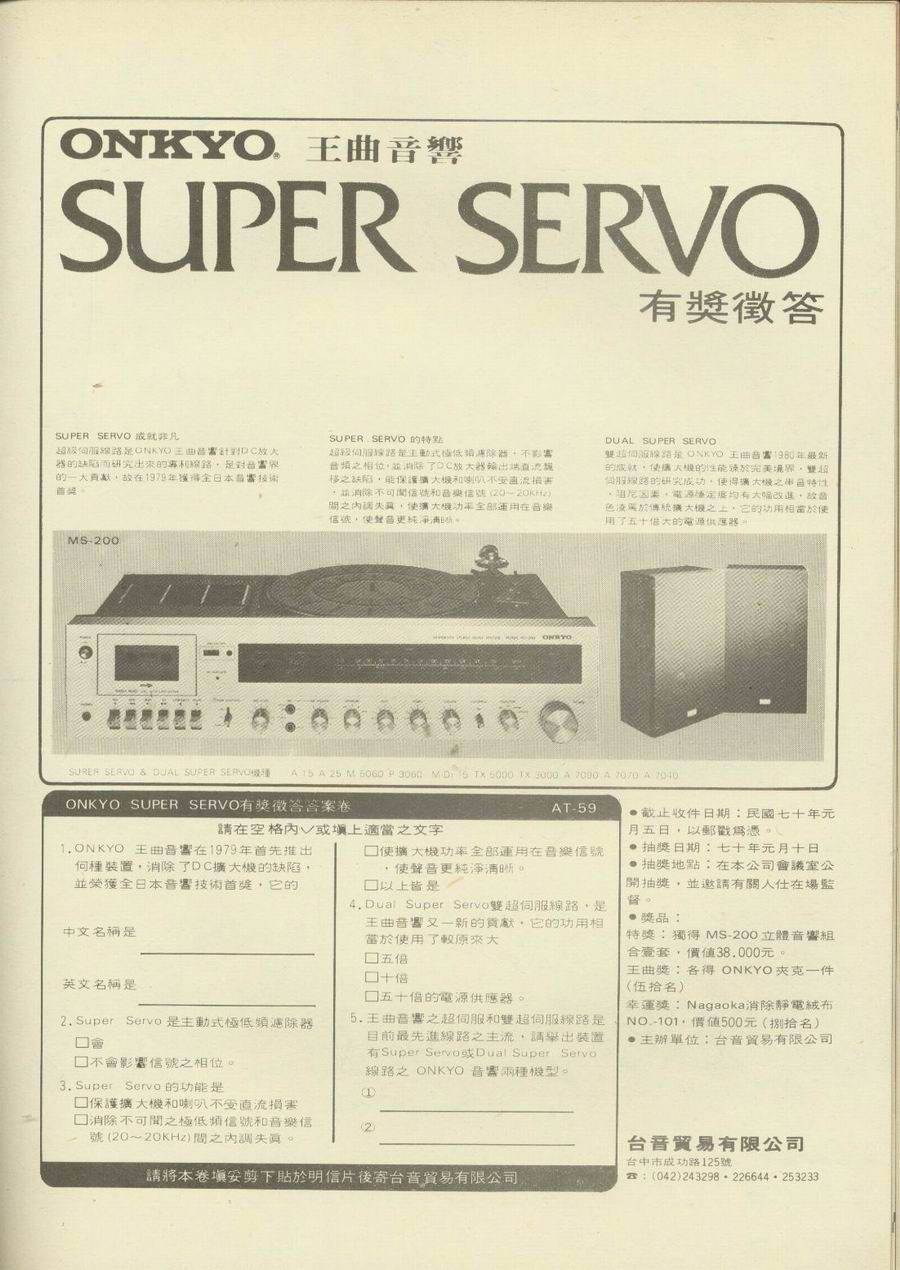 ONKYO® 王曲音響
SUPER SERVO
有獎徵答
SUPER SERVO 成就非凡
超級伺服線路是ONKYO王曲音響針對DC放大
器的缺陷而研究出來的專利線路，是對音響界
的一大貢獻，故在1979年獲得全日本音響技術
首獎。
SUPER SERVO 的特點
超級伺服線路是主動式極低頻濾除器，不影響
音頻之相位，並消除了DC放大器輸出端直流飄
移之缺陷，能保護擴大機和喇叭不受直流損害
，並消除不可聞信號和音樂信號（20～20KHz）
間之內調失眞，使擴大機功率全部運用在音樂
信號，使聲音更純淨清晰。
DUAL SUPER SERVO
雙超伺服線路是 ONKYO 王曲音響1980年最新
的成就，使擴大機的性能達於完美境界，雙超
伺服線路的研究成功，使得擴大機之串音特性
，阻尼因素，電源穩定度均有大幅改進，故音
色淩駕於傳統擴大機之上，它的功用相當於使
用了五十倍大的電源供應器。
MS-200
ONKYO
SURER SERVO & DUAL SUPER SERVO機種 A 15 A 25 M 5060 P 3060 MiDi 15 TX 5000 TX 3000 A 7090 A 7070 A 7040
ONKYO SUPER SERVO有獎徵答答案卷 AT-59
請在空格內✓或塡上適當之文字
1.ONKYO 王曲音響在1979年首先推出
何種裝置，消除了DC擴大機的缺陷，
並榮獲全日本音響技術首獎，它的
中文名稱是
英文名稱是
2.Super Servo 是主動式極低頻濾除器
□會
□不會影響信號之相位。
3.Super Servo 的功能是
□保護擴大機和喇叭不受直流損害
□消除不可聞之極低頻信號和音樂信
號（20～20KHz）間之內調失眞。
□使擴大機功率全部運用在音樂信號
，使聲音更純淨清晰。
□以上皆是
4.Dual Super Servo雙超伺服線路，是
王曲音響又一新的貢獻，它的功用相
當於使用了較原來大
□五倍
□十倍
□五十倍的電源供應器。
5.王曲音響之超伺服和雙超伺服線路是
目前最先進線路之主流，請舉出裝置
有Super Servo或Dual Super Servo
線路之 ONKYO 音響兩種機型。
①
②
請將本卷塡妥剪下貼於明信片後寄台音貿易有限公司
●截止收件日期：民國七十年元
月五日，以郵戳爲憑。
●抽獎日期：七十年元月十日
●抽獎地點：在本公司會議室公
開抽獎，並邀請有關人仕在場監
督。
●獎品：
特獎：獨得 MS-200立體音響組
合壹套，價値38.000元。
王曲獎：各得 ONKYO夾克一件
(伍拾名)
幸運獎：Nagaoka消除靜電絨布
NO.-101，價値500元（捌拾名）
●主辦單位：台音貿易有限公司
台音貿易有限公司
台中市成功路125號
☎：(042)243298・226644・253233